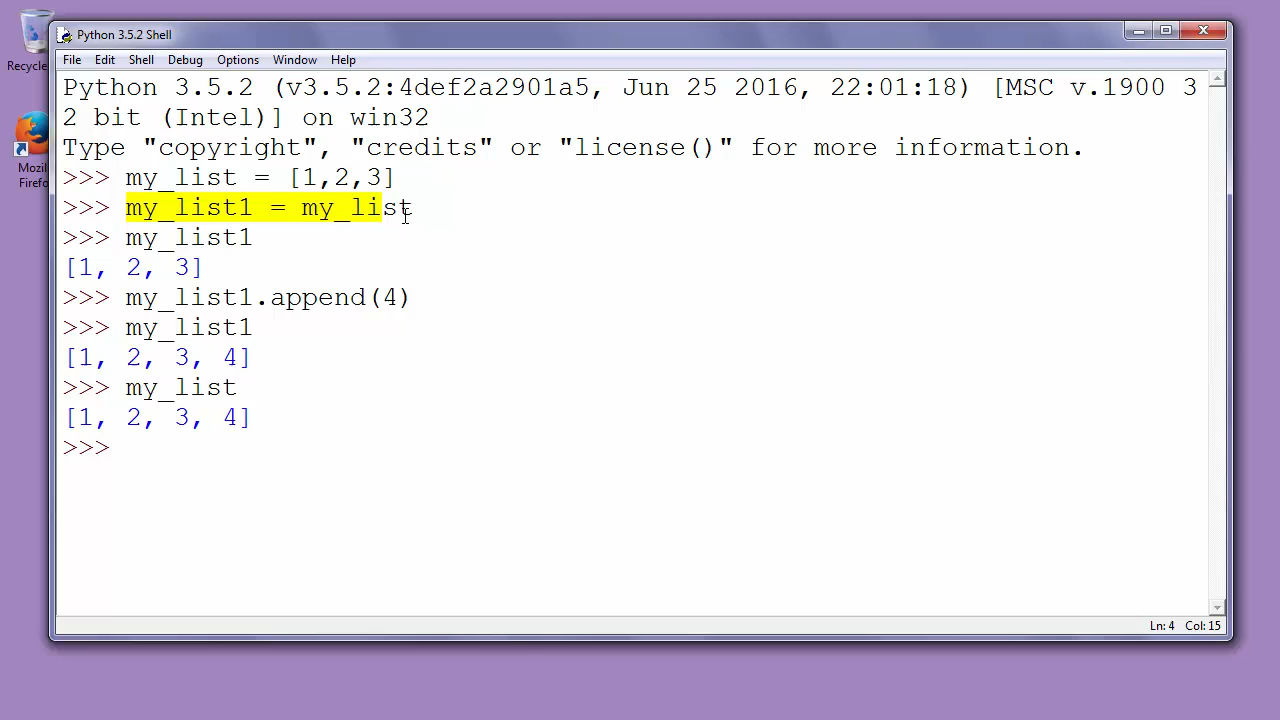 Python 3.5.2 Shell
File Edit Shell Debug Options Window Help
Python 3.5.2 (v3.5.2:4def2a2901a5, Jun 25 2016, 22:01:18) [MSC v.1900 3
2 bit (Intel)] on win32
Type "copyright", "credits" or "license()" for more information.
>>> my_list = [1,2,3]
>>> my_list1 = my_list
>>> my_list1
[1, 2, 3]
>>> my_list1.append(4)
>>> my_list1
[1, 2, 3, 4]
>>> my_list
[1, 2, 3, 4]
>>>
Ln: 4 Col: 15
Recycle
Mozil
Firefo